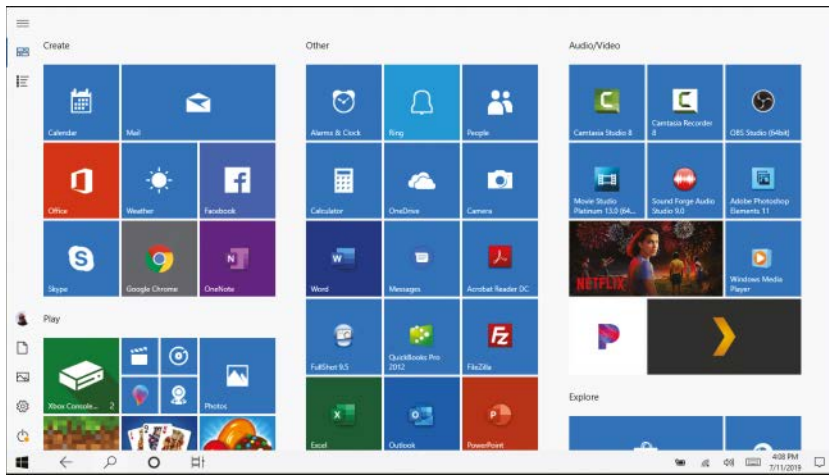 Create
Calendar
Mail
Office
Weather
Facebook
Skype
Google Chrome
OneNote
Play
Xbox Console... 2
Photos
Other
Alarms & Clock
Ring
People
Calculator
OneDrive
Camera
Word
Messages
Acrobat Reader DC
FullShot 9.5
QuickBooks Pro
2012
FileZilla
Excel
Outlook
PowerPoint
Audio/Video
Camtasia Studio 8
Camtasia Recorder
8
OBS Studio (64bit)
Movie Studio
Platinum 13.0 (64...
Sound Forge Audio
Studio 9.0
Adobe Photoshop
Elements 11
NETFLIX
Windows Media
Player
Explore
4:08 PM
7/11/2019